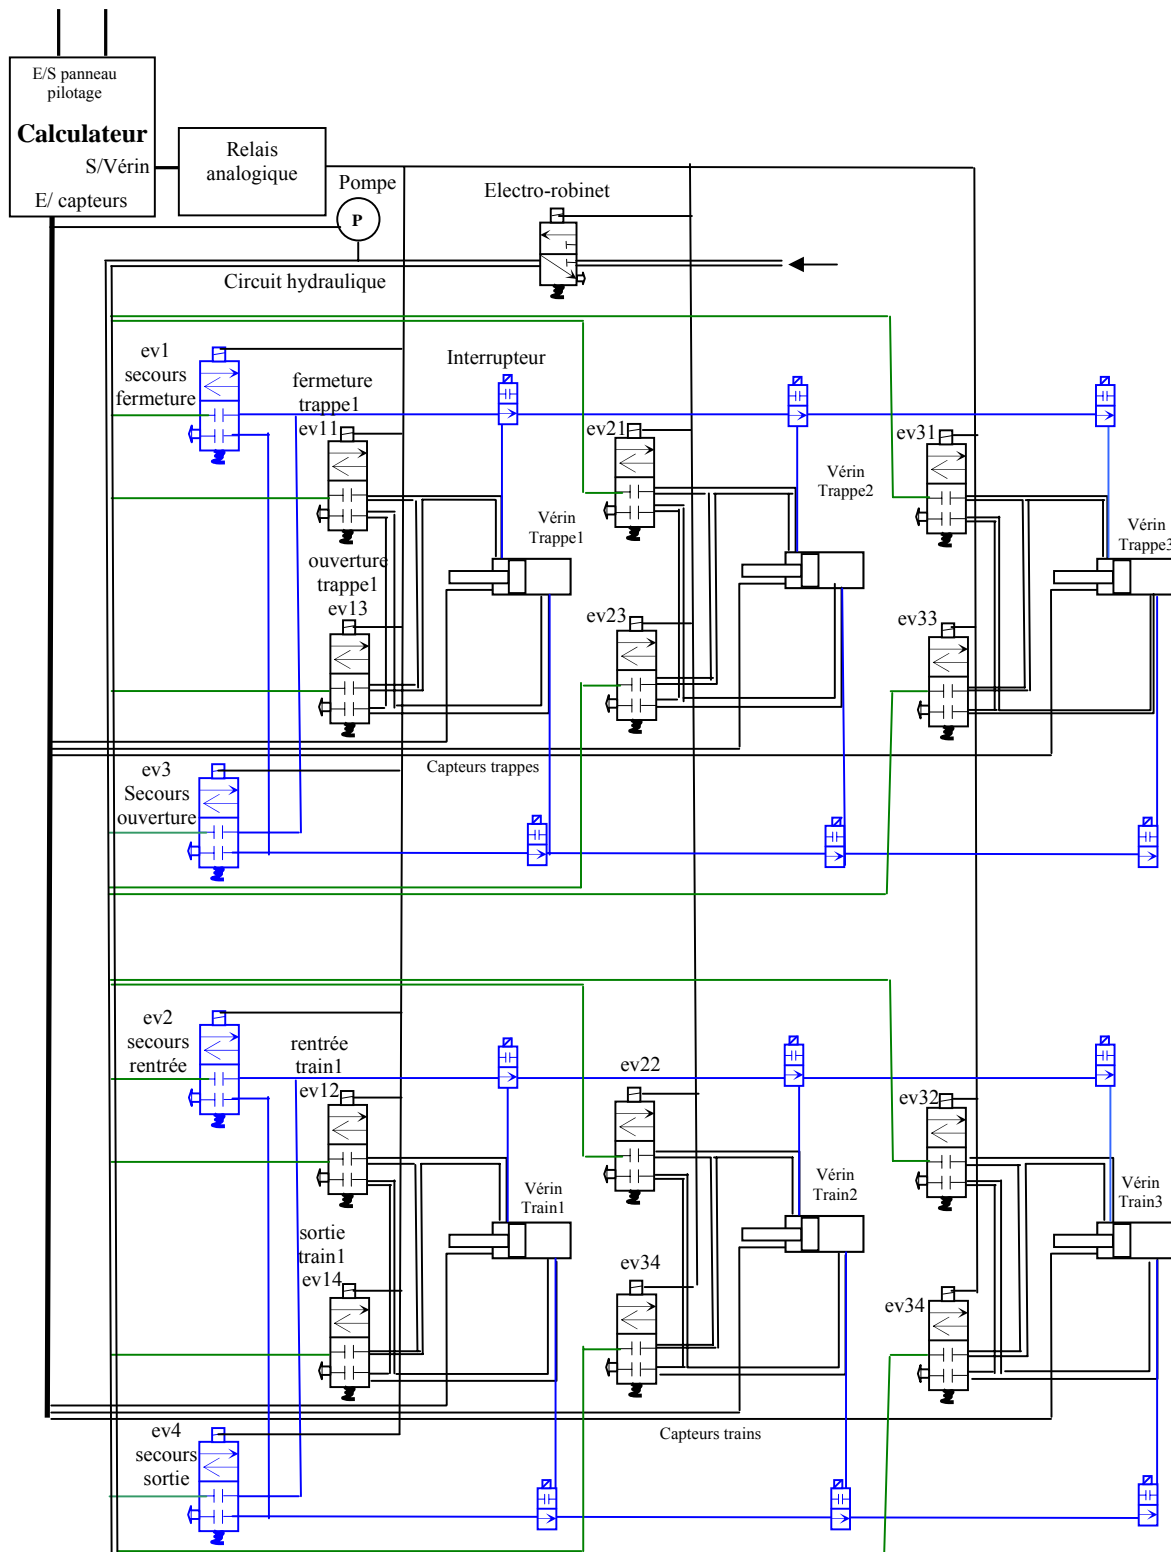 E/S panneau
pilotage
Calculateur
S/Vérin
E/ capteurs
Relais
analogique
Pompe
P
Electro-robinet
Circuit hydraulique
ev1
secours
fermeture
fermeture
trappe1
ev11
Interrupteur
ev21
ev31
Vérin
Trappe2
Vérin
Trappe1
Vérin
Trappe3
ouverture
trappe1
ev13
ev23
ev33
Capteurs trappes
ev3
Secours
ouverture
ev2
secours
rentrée
rentrée
train1
ev12
ev22
ev32
Vérin
Train1
Vérin
Train2
Vérin
Train3
sortie
train1
ev14
ev34
ev34
Capteurs trains
ev4
secours
sortie